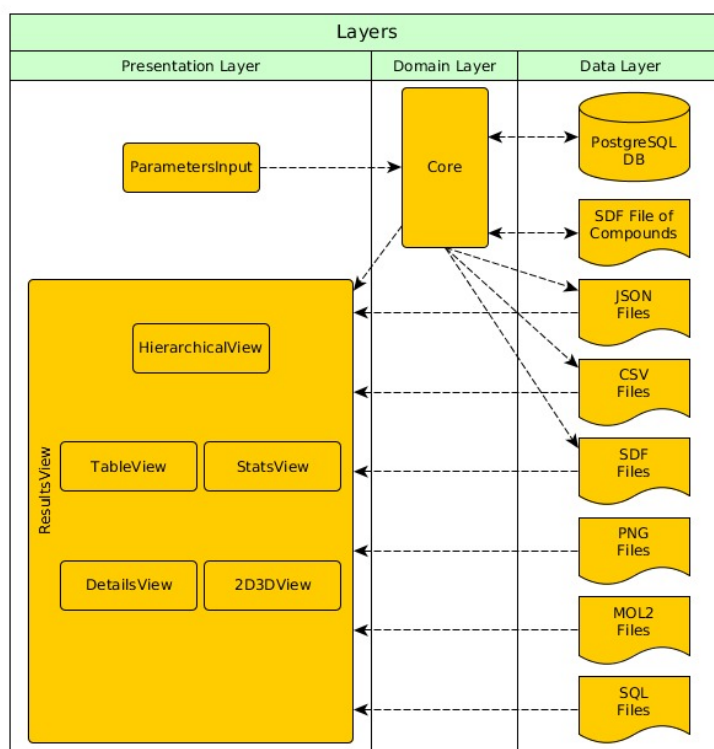 Layers
Presentation Layer
Domain Layer
Data Layer
ParametersInput
Core
PostgreSQL
DB
SDF File of
Compounds
JSON
Files
CSV
Files
SDF
Files
PNG
Files
MOL2
Files
SQL
Files
ResultsView
HierarchicalView
TableView
StatsView
DetailsView
2D3DView